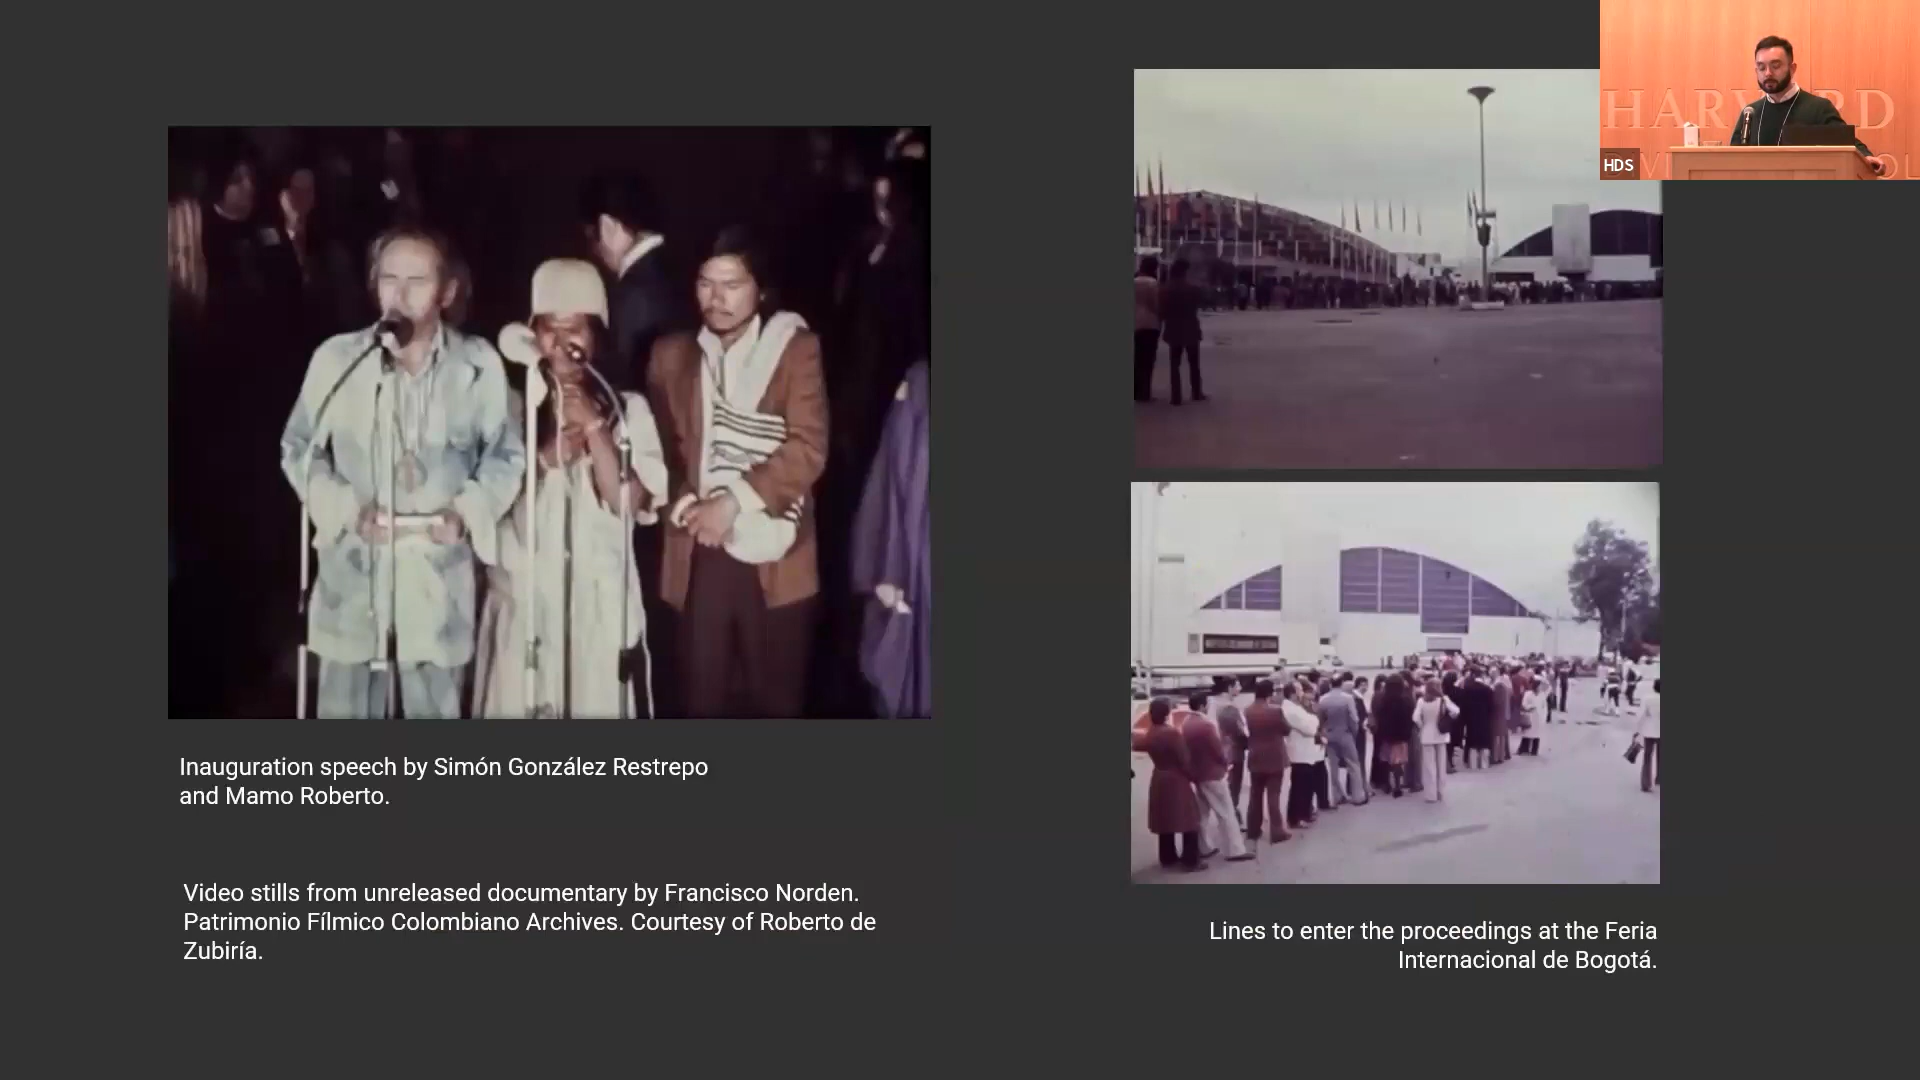 HARVARD
HDS
Inauguration speech by Simón González Restrepo
and Mamo Roberto.
Video stills from unreleased documentary by Francisco Norden.
Patrimonio Fílmico Colombiano Archives. Courtesy of Roberto de
Zubiría.
Lines to enter the proceedings at the Feria
Internacional de Bogotá.